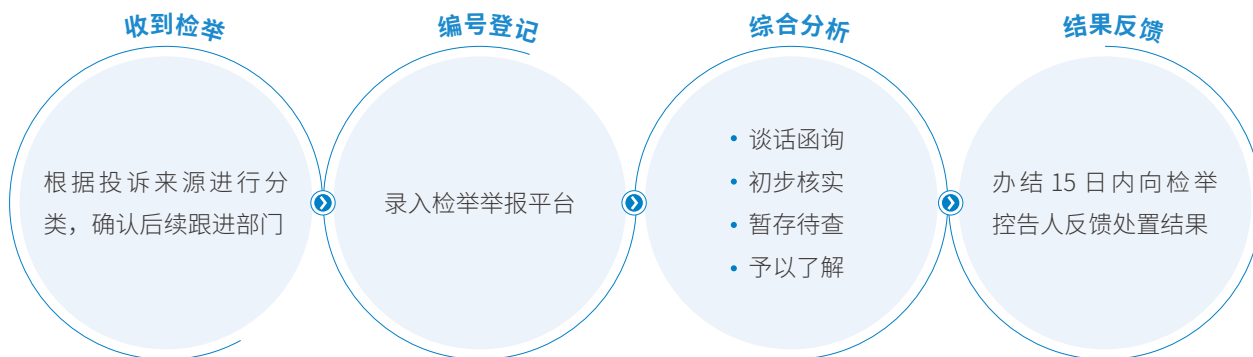 收到检举
根据投诉来源进行分
类，确认后续跟进部门
编号登记
录入检举举报平台
综合分析
• 谈话函询
• 初步核实
• 暂存待查
• 予以了解
结果反馈
办结 15 日内向检举
控告人反馈处置结果